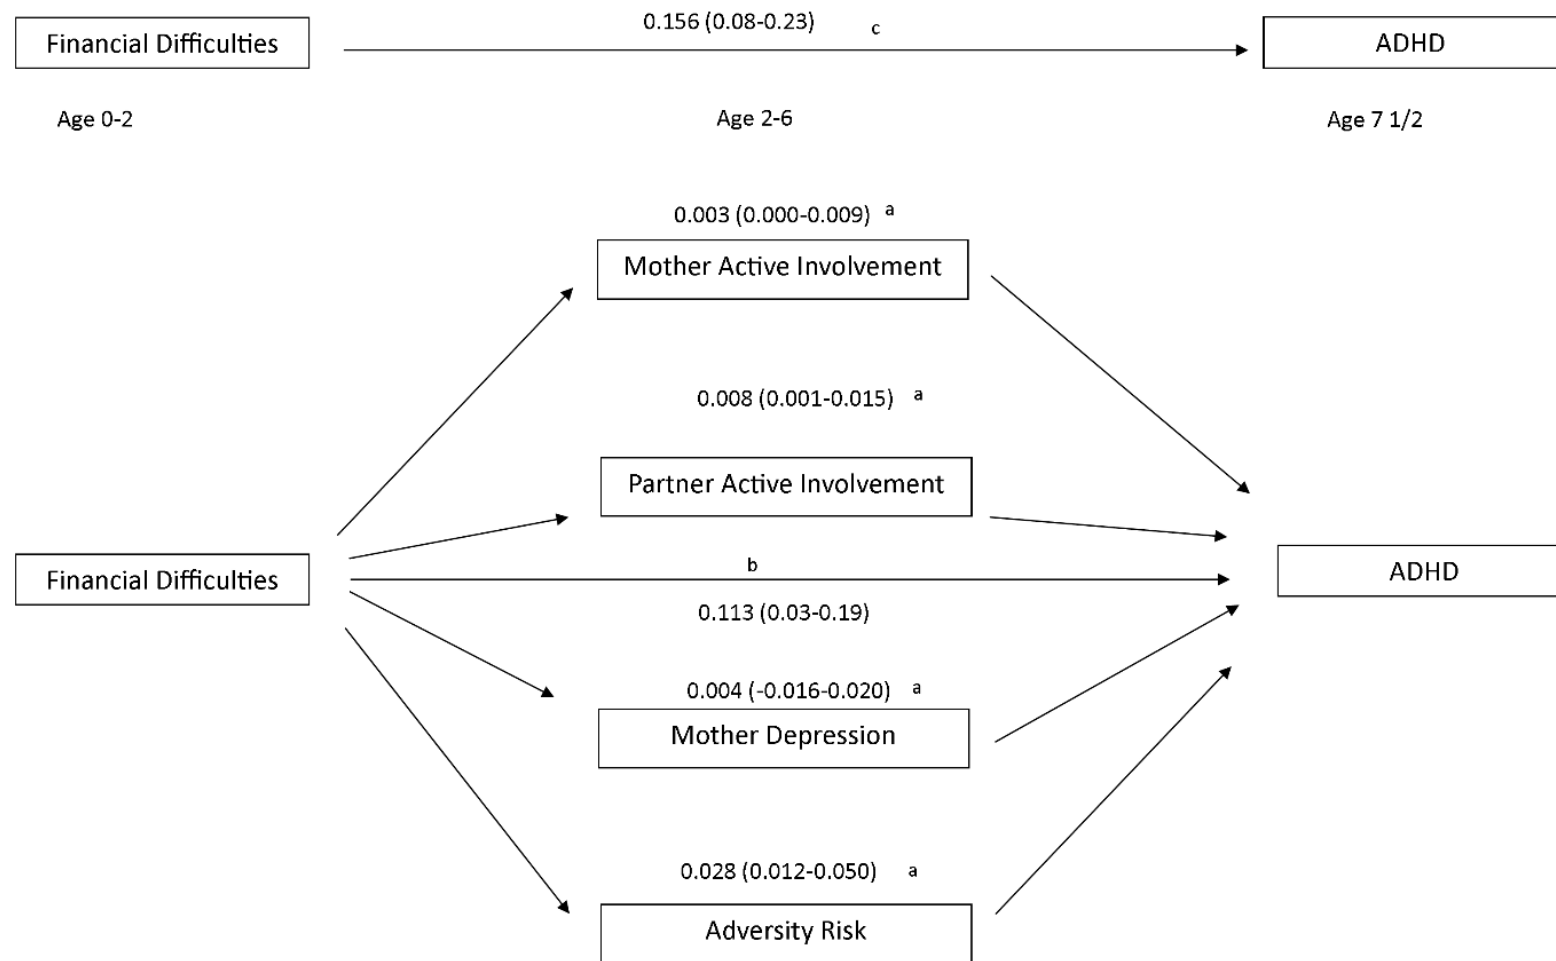 0.156 (0.08-0.23) c
Financial Difficulties
ADHD
Age 0-2
Age 2-6
Age 7 1/2
0.003 (0.000-0.009) a
Mother Active Involvement
0.008 (0.001-0.015) a
Partner Active Involvement
b
Financial Difficulties
ADHD
0.113 (0.03-0.19)
0.004 (-0.016-0.020) a
Mother Depression
0.028 (0.012-0.050) a
Adversity Risk